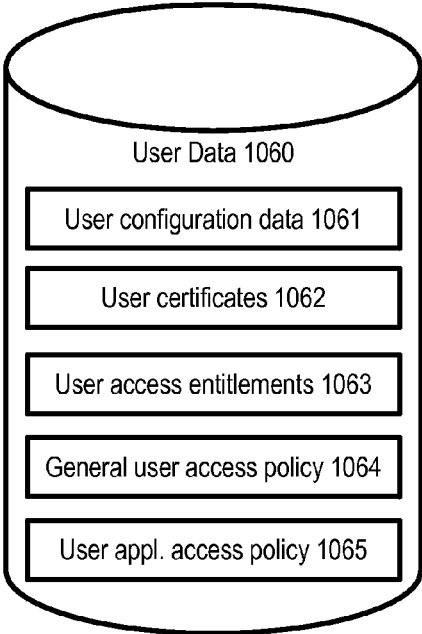 User Data 1060
User configuration data 1061
User certificates 1062
User access entitlements 1063
General user access policy 1064
User appl. access policy 1065